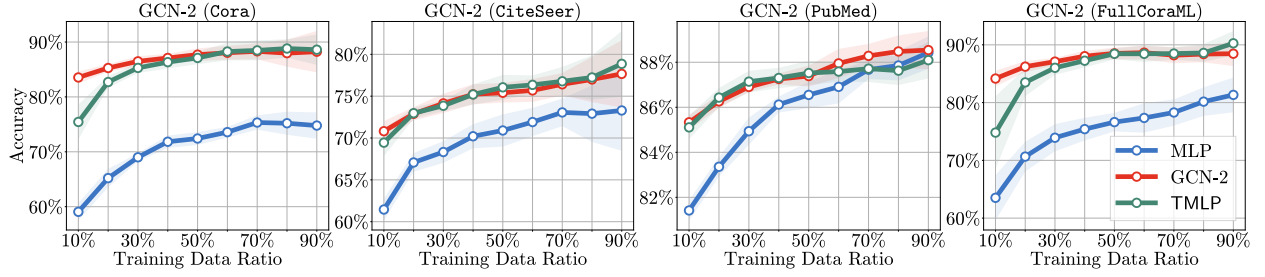 GCN-2 (Cora)
Accuracy
90%
80%
70%
60%
10% 30% 50% 70% 90%
Training Data Ratio
GCN-2 (CiteSeer)
80%
75%
70%
65%
60%
10% 30% 50% 70% 90%
Training Data Ratio
GCN-2 (PubMed)
88%
86%
84%
82%
10% 30% 50% 70% 90%
Training Data Ratio
GCN-2 (FullCoraML)
90%
80%
70%
60%
MLP
GCN-2
TMLP
10% 30% 50% 70% 90%
Training Data Ratio